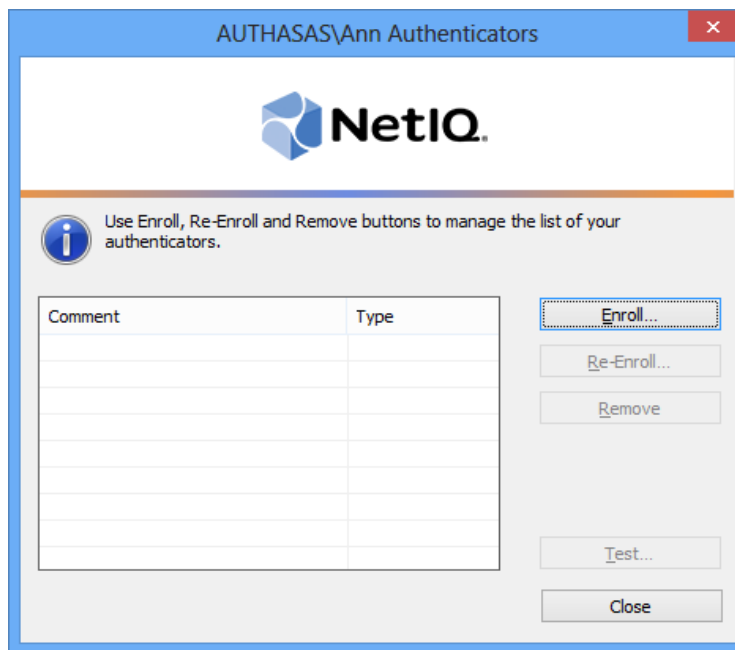 AUTHASAS\Ann Authenticators
NetIQ.
Use Enroll, Re-Enroll and Remove buttons to manage the list of your
authenticators.
Comment
Type
Enroll...
Re-Enroll...
Remove
Test...
Close